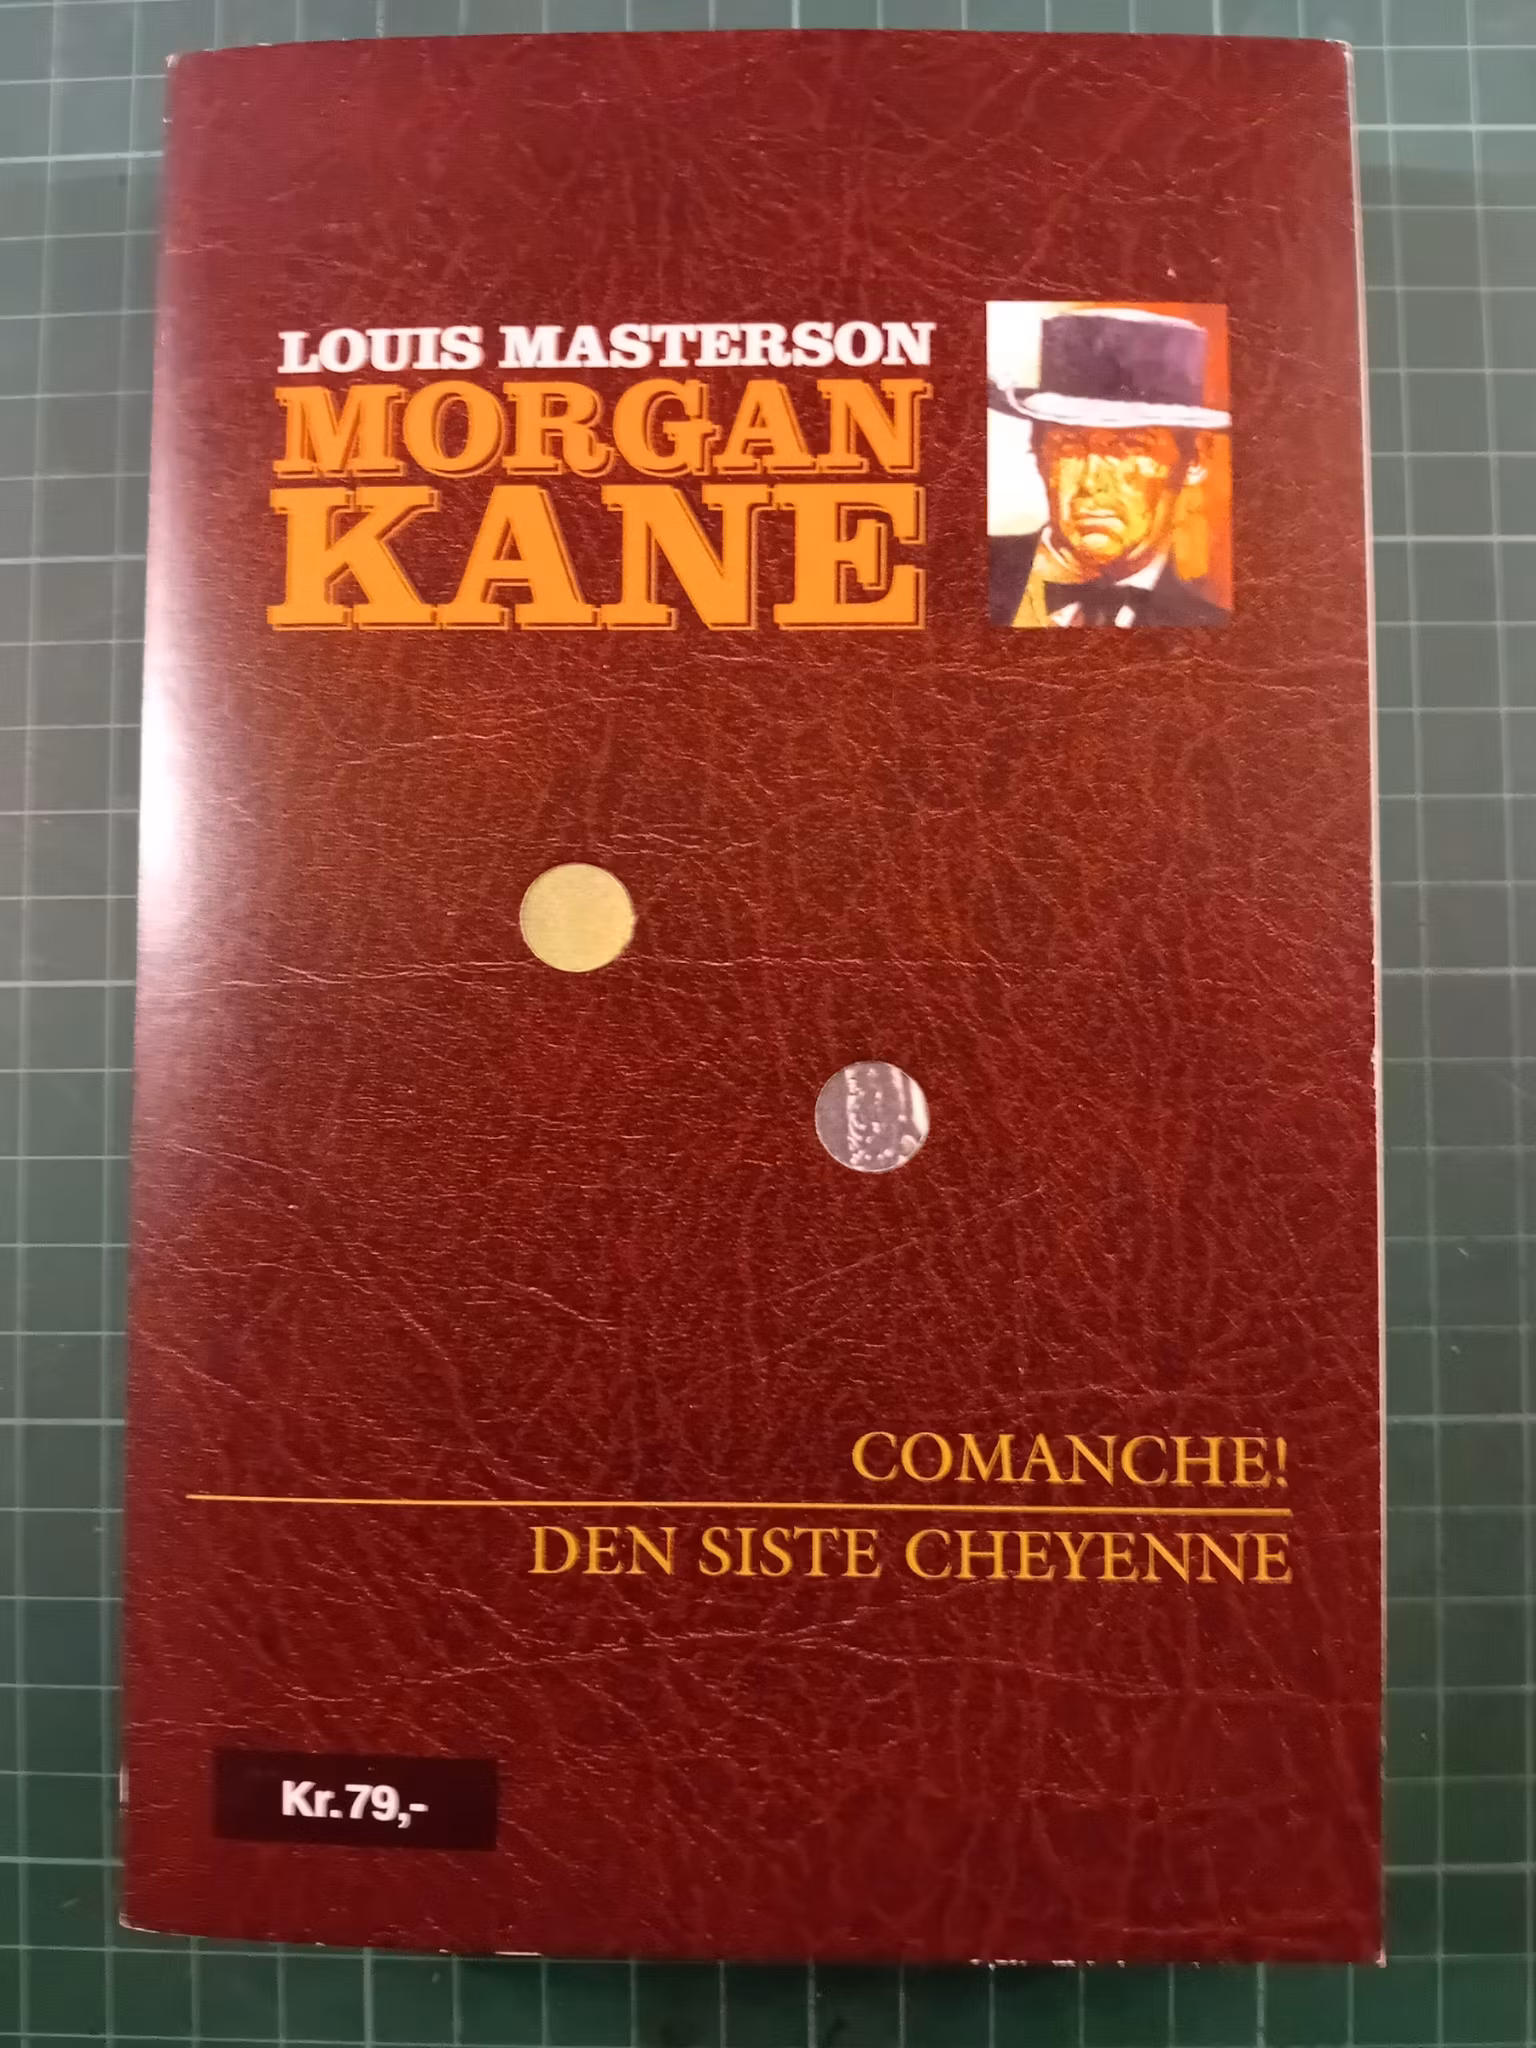 LOUIS MASTERSON
MORGAN
KANE
COMANCHE!
DEN SISTE CHEYENNE
Kr.79,-